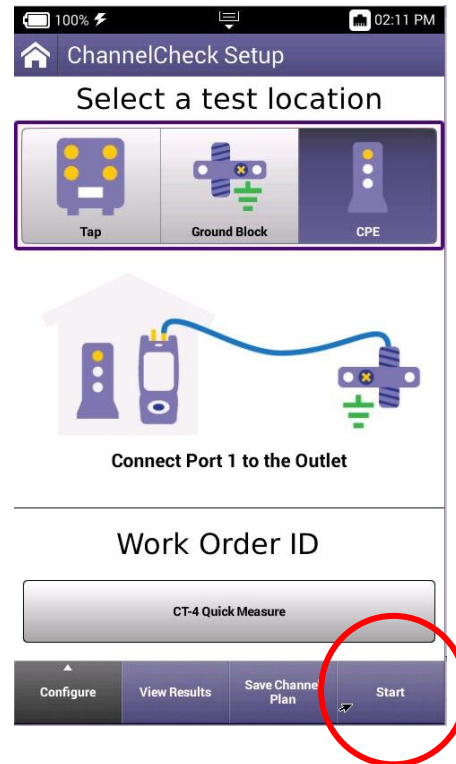 100% 02:11 PM
ChannelCheck Setup
Select a test location
Tap Ground Block CPE
Connect Port 1 to the Outlet
Work Order ID
CT-4 Quick Measure
Configure View Results Save Channel Plan Start